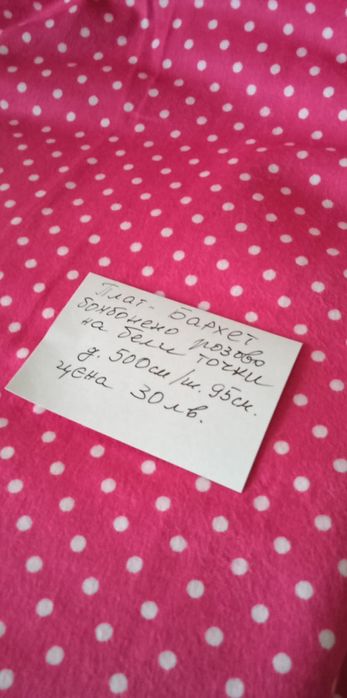 Плат - Бархет
бонбонено розово
на бели точки
д. 500см/ш. 95см.
цена 30лв.